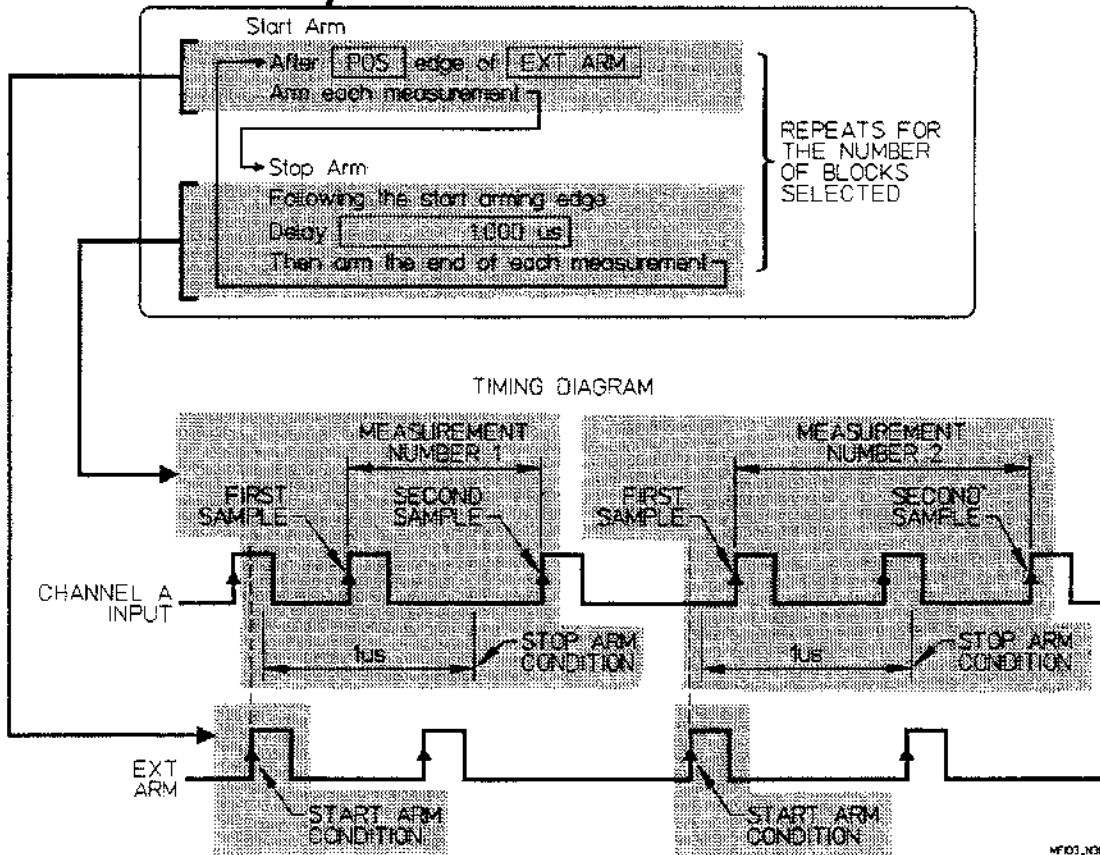 Start Arm
After POS edge of EXT ARM
Arm each measurement
Stop Arm
Following the start arming edge
Delay 1.000 us
Then arm the end of each measurement
REPEATS FOR
THE NUMBER
OF BLOCKS
SELECTED
TIMING DIAGRAM
MEASUREMENT
NUMBER 1
FIRST
SAMPLE
SECOND
SAMPLE
MEASUREMENT
NUMBER 2
FIRST
SAMPLE
SECOND
SAMPLE
CHANNEL A
INPUT
1us
STOP ARM
CONDITION
1us
STOP ARM
CONDITION
EXT
ARM
START ARM
CONDITION
START ARM
CONDITION